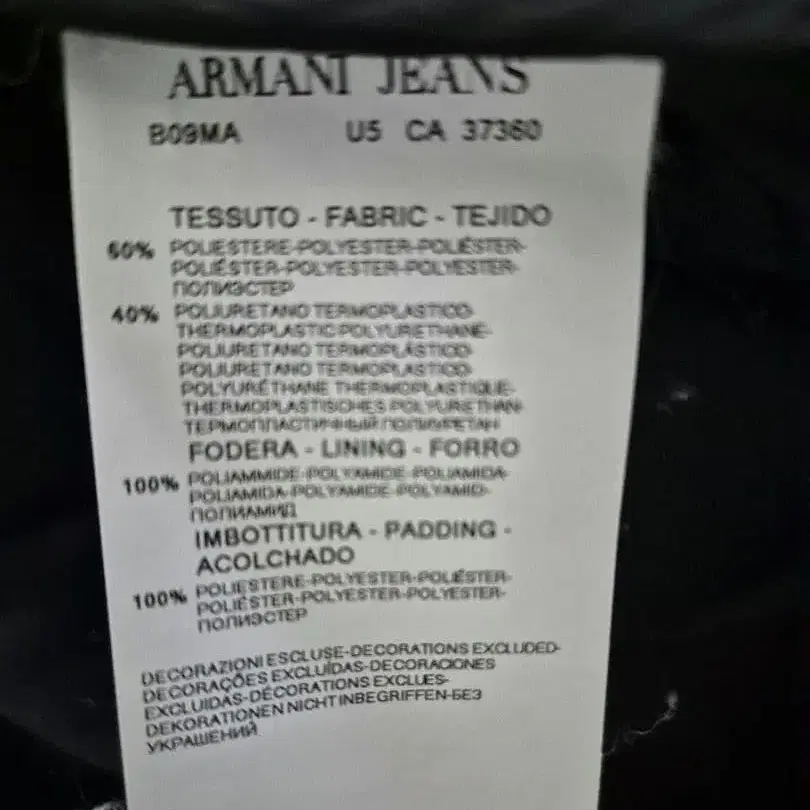 ARMANI JEANS
B09MA U5 CA 37360
TESSUTO - FABRIC - TEJIDO
60% POLIESTERE-POLYESTER-POLIÉSTER-
POLIÉSTER-POLYESTER-POLYESTER-
ПОЛИЭСТЕР
40% POLIURETANO TERMOPLASTICO-
THERMOPLASTIC POLYURETHANE-
POLIURETANO TERMOPLÁSTICO-
POLIURETANO TERMOPLÁSTICO-
POLYURÉTHANE THERMOPLASTIQUE-
THERMOPLASTISCHES POLYURETHAN-
ТЕРМОПЛАСТИЧНЫЙ ПОЛИУРЕТАН
FODERA - LINING - FORRO
100% POLIAMMIDE-POLYAMIDE-POLIAMIDA-
POLIAMIDA-POLYAMIDE-POLYAMID-
ПОЛИАМИД
IMBOTTITURA - PADDING -
ACOLCHADO
100% POLIESTERE-POLYESTER-POLIÉSTER-
POLIÉSTER-POLYESTER-POLYESTER-
ПОЛИЭСТЕР
DECORAZIONI ESCLUSE-DECORATIONS EXCLUDED-
DECORAÇÕES EXCLUÍDAS-DECORACIONES
EXCLUIDAS-DÉCORATIONS EXCLUES-
DEKORATIONEN NICHT INBEGRIFFEN-БЕЗ
УКРАШЕНИЙ